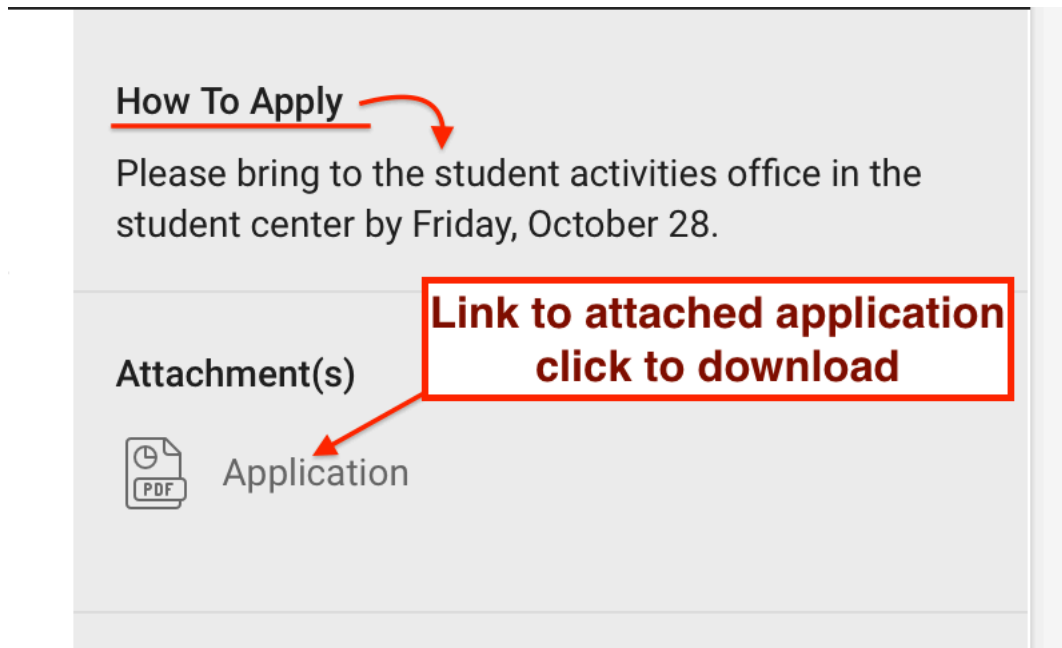 How To Apply
Please bring to the student activities office in the
student center by Friday, October 28.
Link to attached application
click to download
Attachment(s)
PDF
Application